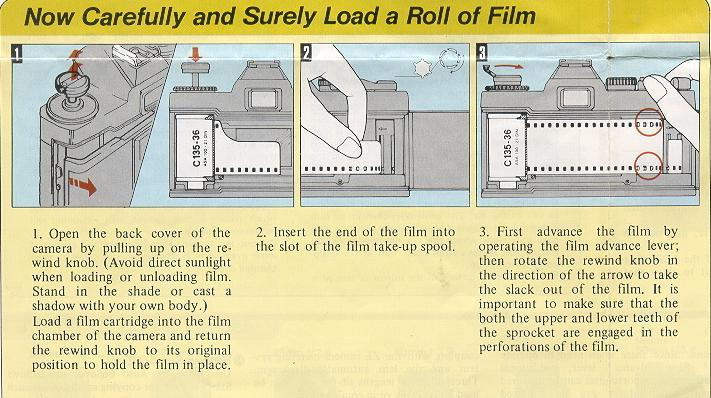 Now Carefully and Surely Load a Roll of Film
1
2
3
C135-36
C135-36
1. Open the back cover of the
camera by pulling up on the re-
wind knob. (Avoid direct sunlight
when loading or unloading film.
Stand in the shade or cast a
shadow with your own body.)
Load a film cartridge into the film
chamber of the camera and return
the rewind knob to its original
position to hold the film in place.
2. Insert the end of the film into
the slot of the film take-up spool.
3. First advance the film by
operating the film advance lever;
then rotate the rewind knob in
the direction of the arrow to take
the slack out of the film. It is
important to make sure that the
both the upper and lower teeth of
the sprocket are engaged in the
perforations of the film.